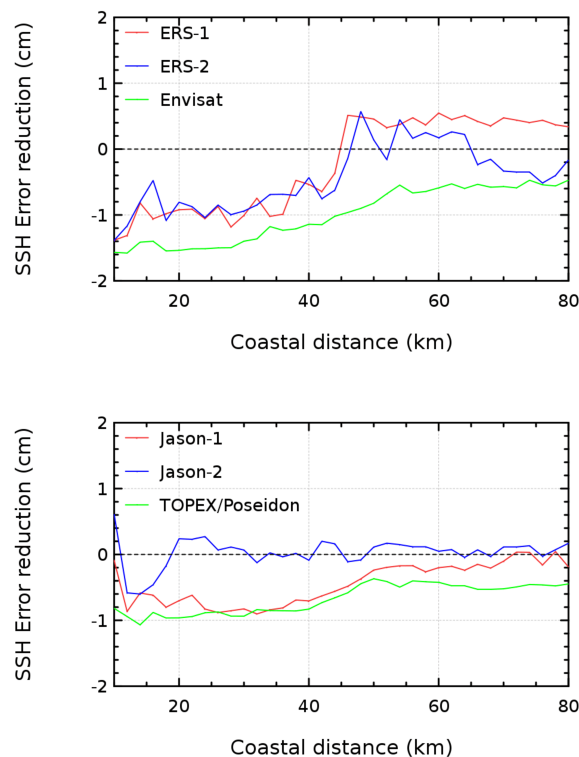 2
ERS-1
1
ERS-2
Envisat
0
-1
-2
20
40
60
80
SSH Error reduction (cm)
Coastal distance (km)
2
Jason-1
1
Jason-2
TOPEX/Poseidon
0
-1
-2
20
40
60
80
SSH Error reduction (cm)
Coastal distance (km)